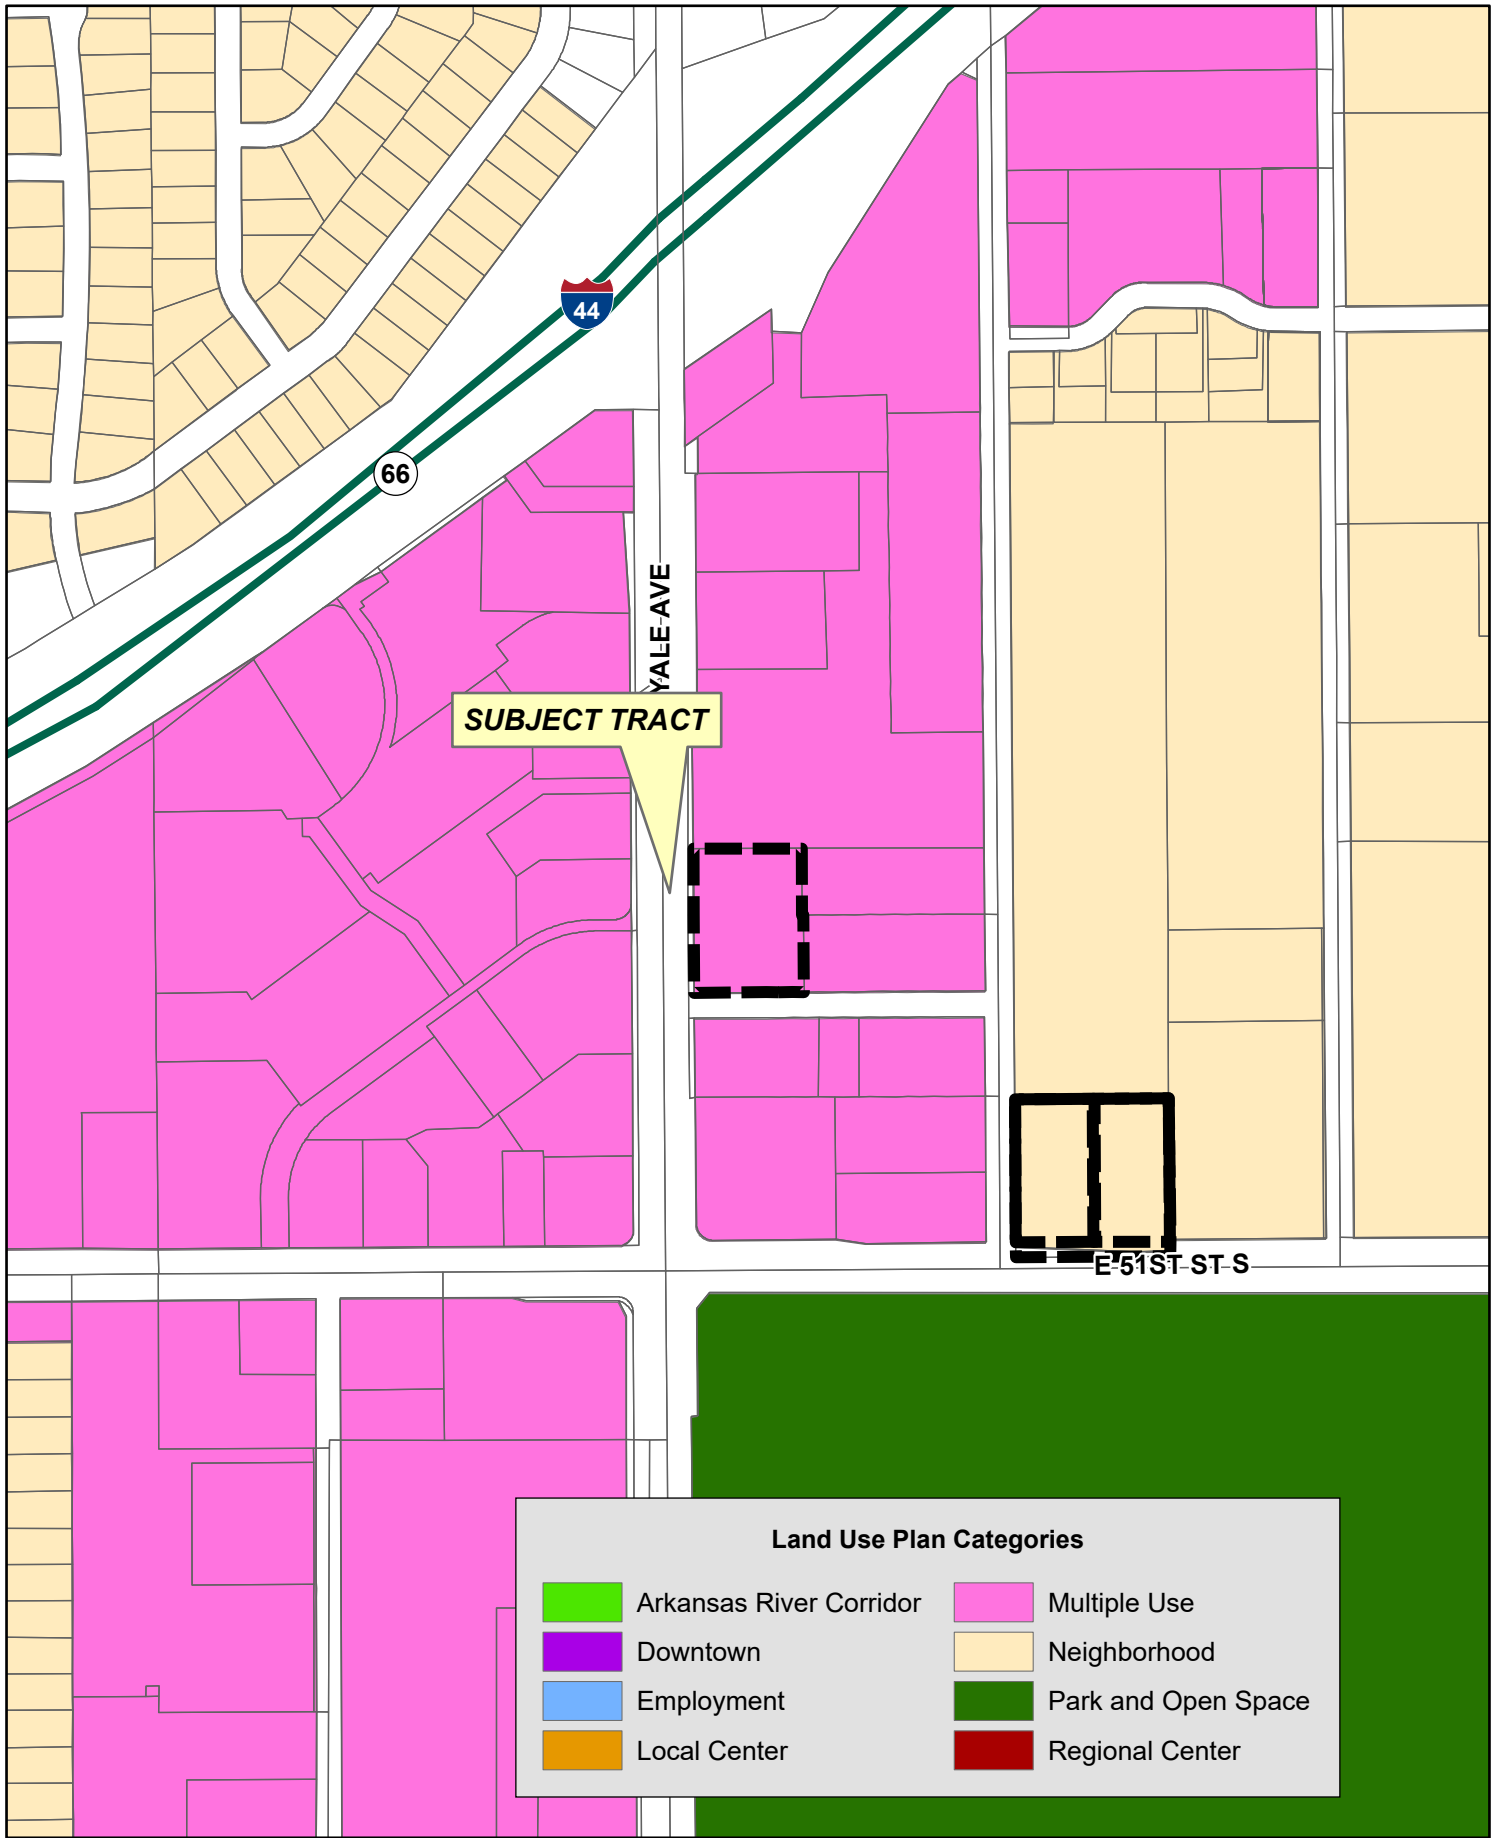 44
66
YALE AVE
SUBJECT TRACT
E 51ST ST S
Land Use Plan Categories
Arkansas River Corridor
Downtown
Employment
Local Center
Multiple Use
Neighborhood
Park and Open Space
Regional Center